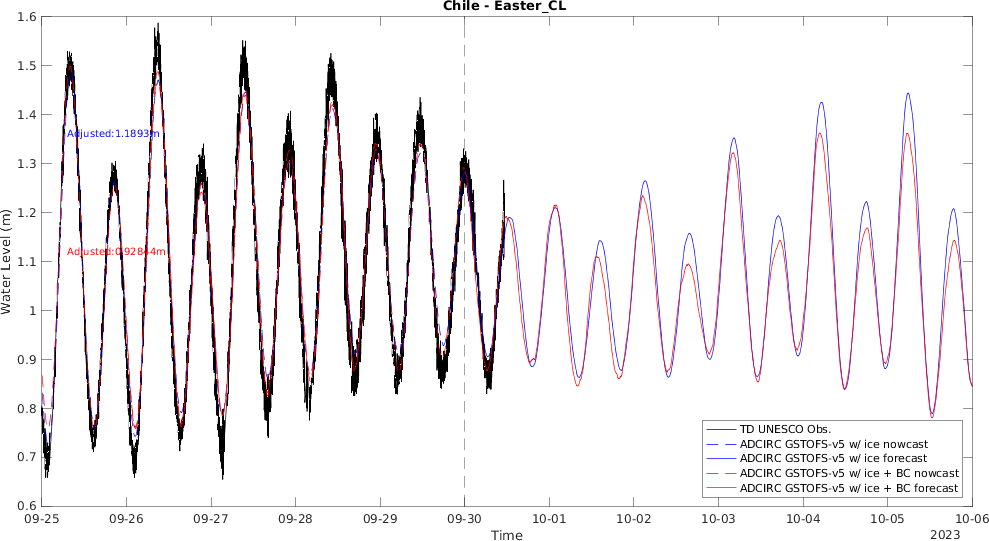 Chile - Easter_CL
1.6
1.5
1.4
1.3
1.2
1.1
1
0.9
0.8
0.7
0.6
Water Level (m)
Adjusted:1.1893m
Adjusted:0.92844m
TD UNESCO Obs.
ADCIRC GSTOFS-v5 w/ ice nowcast
ADCIRC GSTOFS-v5 w/ ice forecast
ADCIRC GSTOFS-v5 w/ ice + BC nowcast
ADCIRC GSTOFS-v5 w/ ice + BC forecast
09-25 09-26 09-27 09-28 09-29 09-30 10-01 10-02 10-03 10-04 10-05 10-06
Time
2023